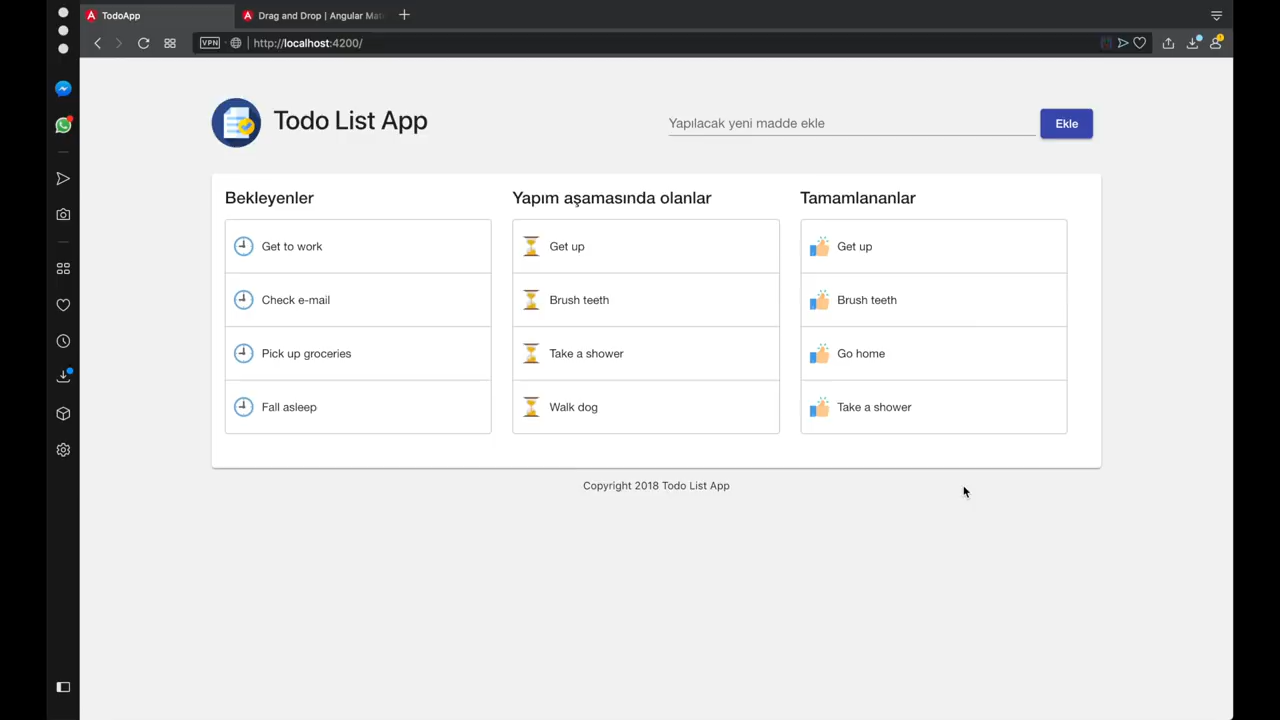 TodoApp
Drag and Drop | Angular Mat
VPN
http://localhost:4200/
Todo List App
Yapılacak yeni madde ekle
Ekle
Bekleyenler
Get to work
Check e-mail
Pick up groceries
Fall asleep
Yapım aşamasında olanlar
Get up
Brush teeth
Take a shower
Walk dog
Tamamlananlar
Get up
Brush teeth
Go home
Take a shower
Copyright 2018 Todo List App